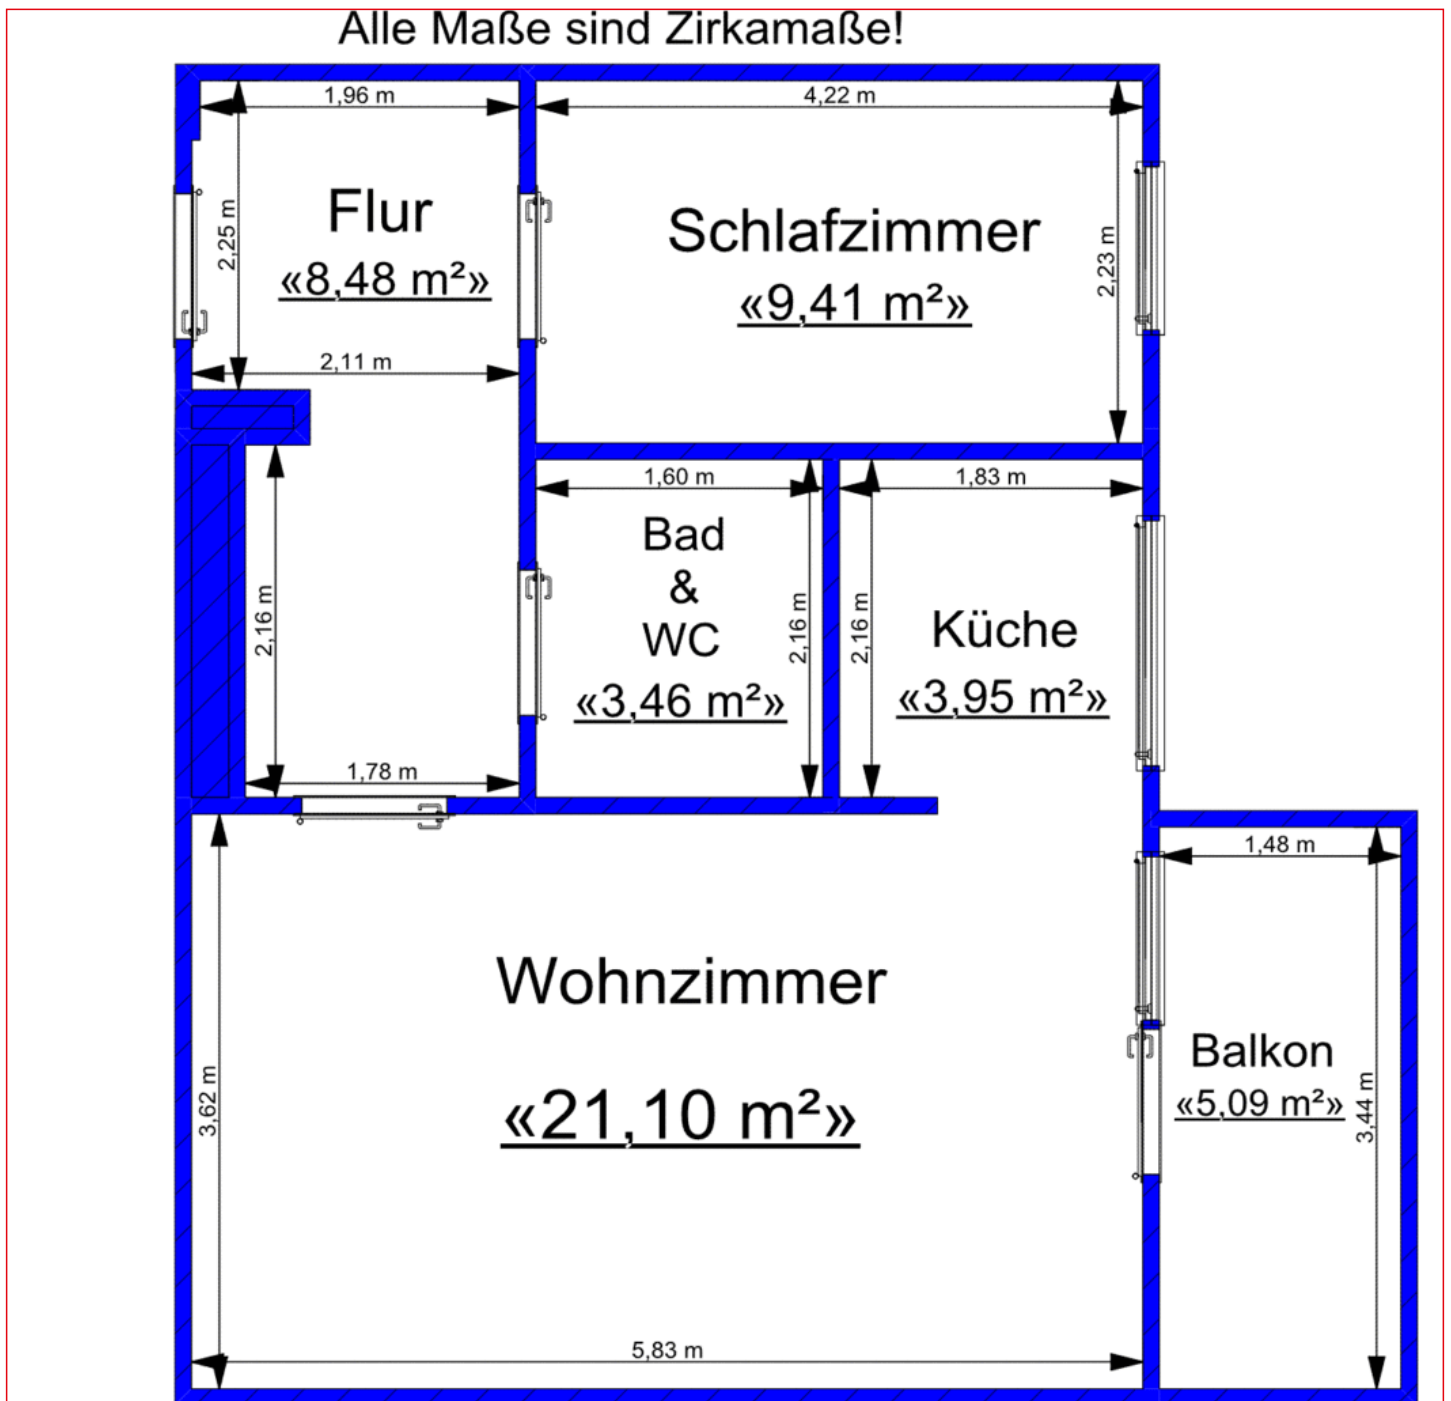 Alle Maße sind Zirkamaße!
1,96 m
4,22 m
2,25 m
Flur
«8,48 m²»
Schlafzimmer
«9,41 m²»
2,23 m
2,11 m
1,60 m
1,83 m
2,16 m
Bad
&
WC
«3,46 m²»
2,16 m
2,16 m
Küche
«3,95 m²»
1,78 m
1,48 m
Wohnzimmer
«21,10 m²»
3,62 m
Balkon
«5,09 m²»
3,44 m
5,83 m